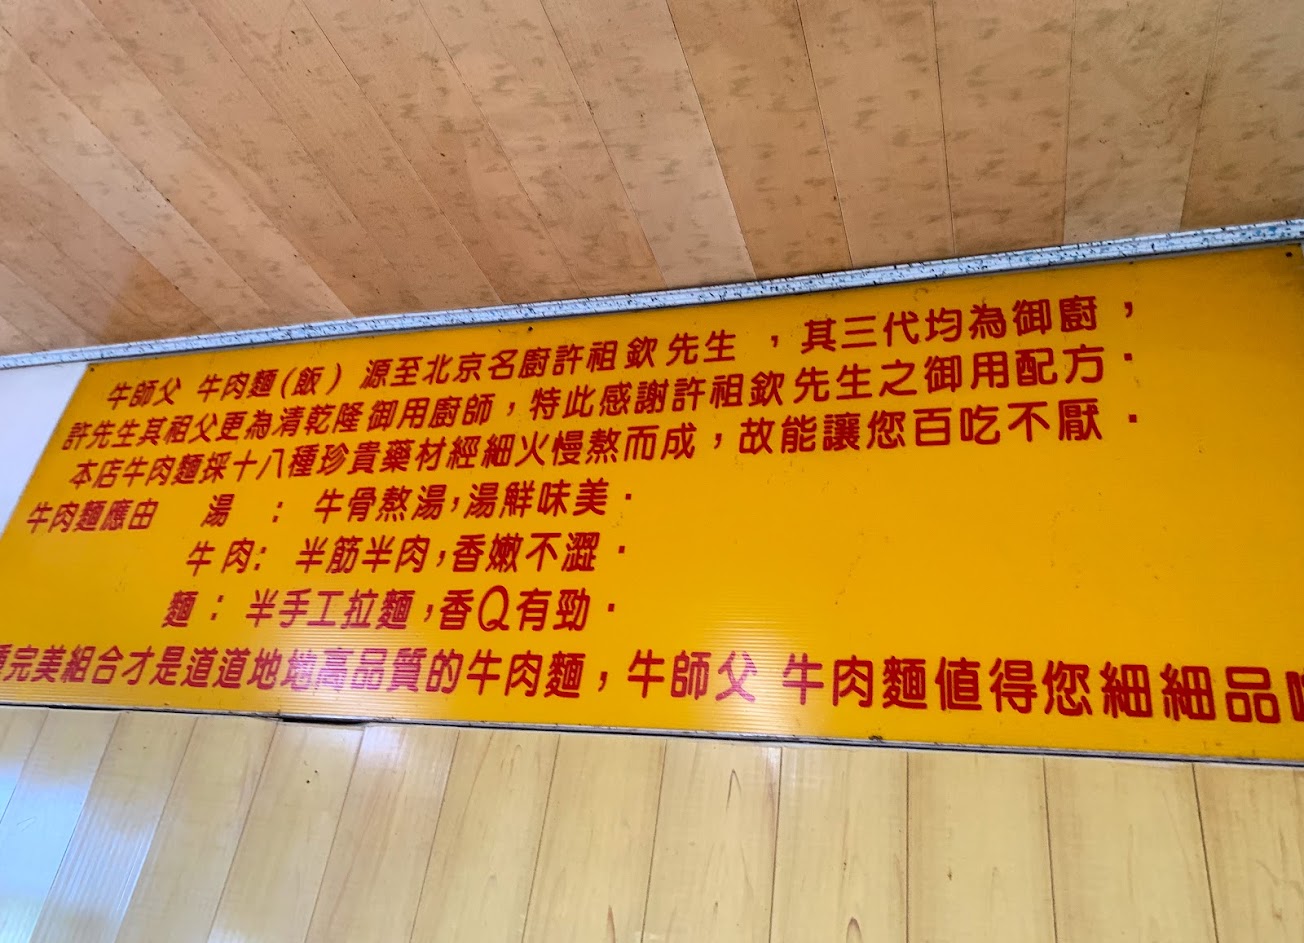 牛師父 牛肉麵(飯) 源至北京名廚許祖欽先生 ,其三代均為御廚,
許先生其祖父更為清乾隆御用廚師,特此感謝許祖欽先生之御用配方.
本店牛肉麵採十八種珍貴藥材經細火慢熬而成,故能讓您百吃不厭.
牛肉麵應由 湯 : 牛骨熬湯,湯鮮味美.
牛肉: 半筋半肉,香嫩不澀.
麵 : 半手工拉麵,香Q有勁.
完美組合才是道道地地高品質的牛肉麵,牛師父 牛肉麵值得您細細品